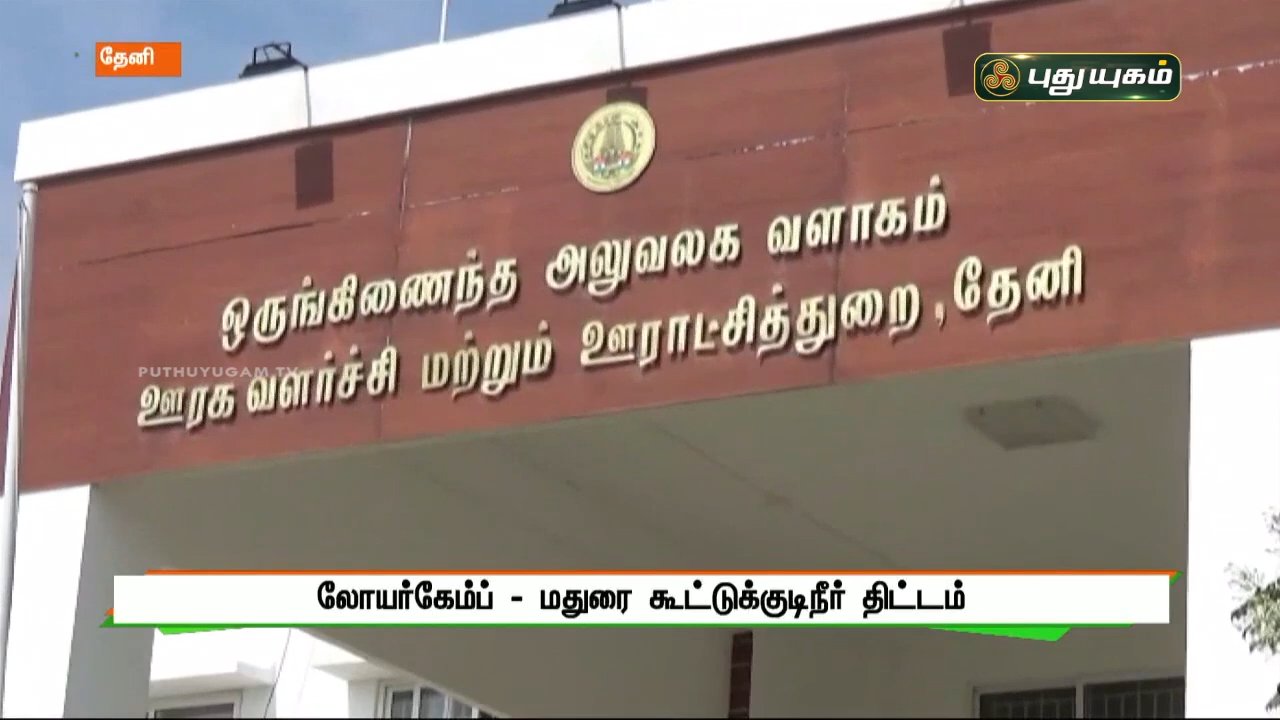 தேனி
புதுயுகம்
ஒருங்கிணைந்த அலுவலக வளாகம்
ஊரக வளர்ச்சி மற்றும் ஊராட்சித்துறை, தேனி
PUTHUYUGAM TV
லோயர்கேம்ப் - மதுரை கூட்டுக்குடிநீர் திட்டம்